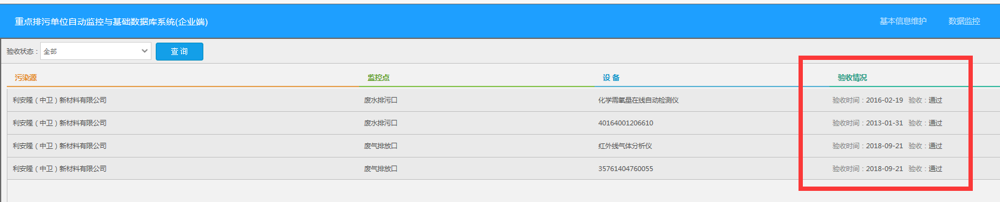 重点排污单位自动监控与基础数据库系统(企业端) 基本信息维护 数据监控
验收状态： 全部 查 询
污染源 监控点 设 备 验收情况
利安隆（中卫）新材料有限公司 废水排污口 化学需氧量在线自动检测仪 验收时间：2016-02-19 验收：通过
利安隆（中卫）新材料有限公司 废水排污口 40164001206610 验收时间：2013-01-31 验收：通过
利安隆（中卫）新材料有限公司 废气排放口 红外线气体分析仪 验收时间：2018-09-21 验收：通过
利安隆（中卫）新材料有限公司 废气排放口 35761404760055 验收时间：2018-09-21 验收：通过